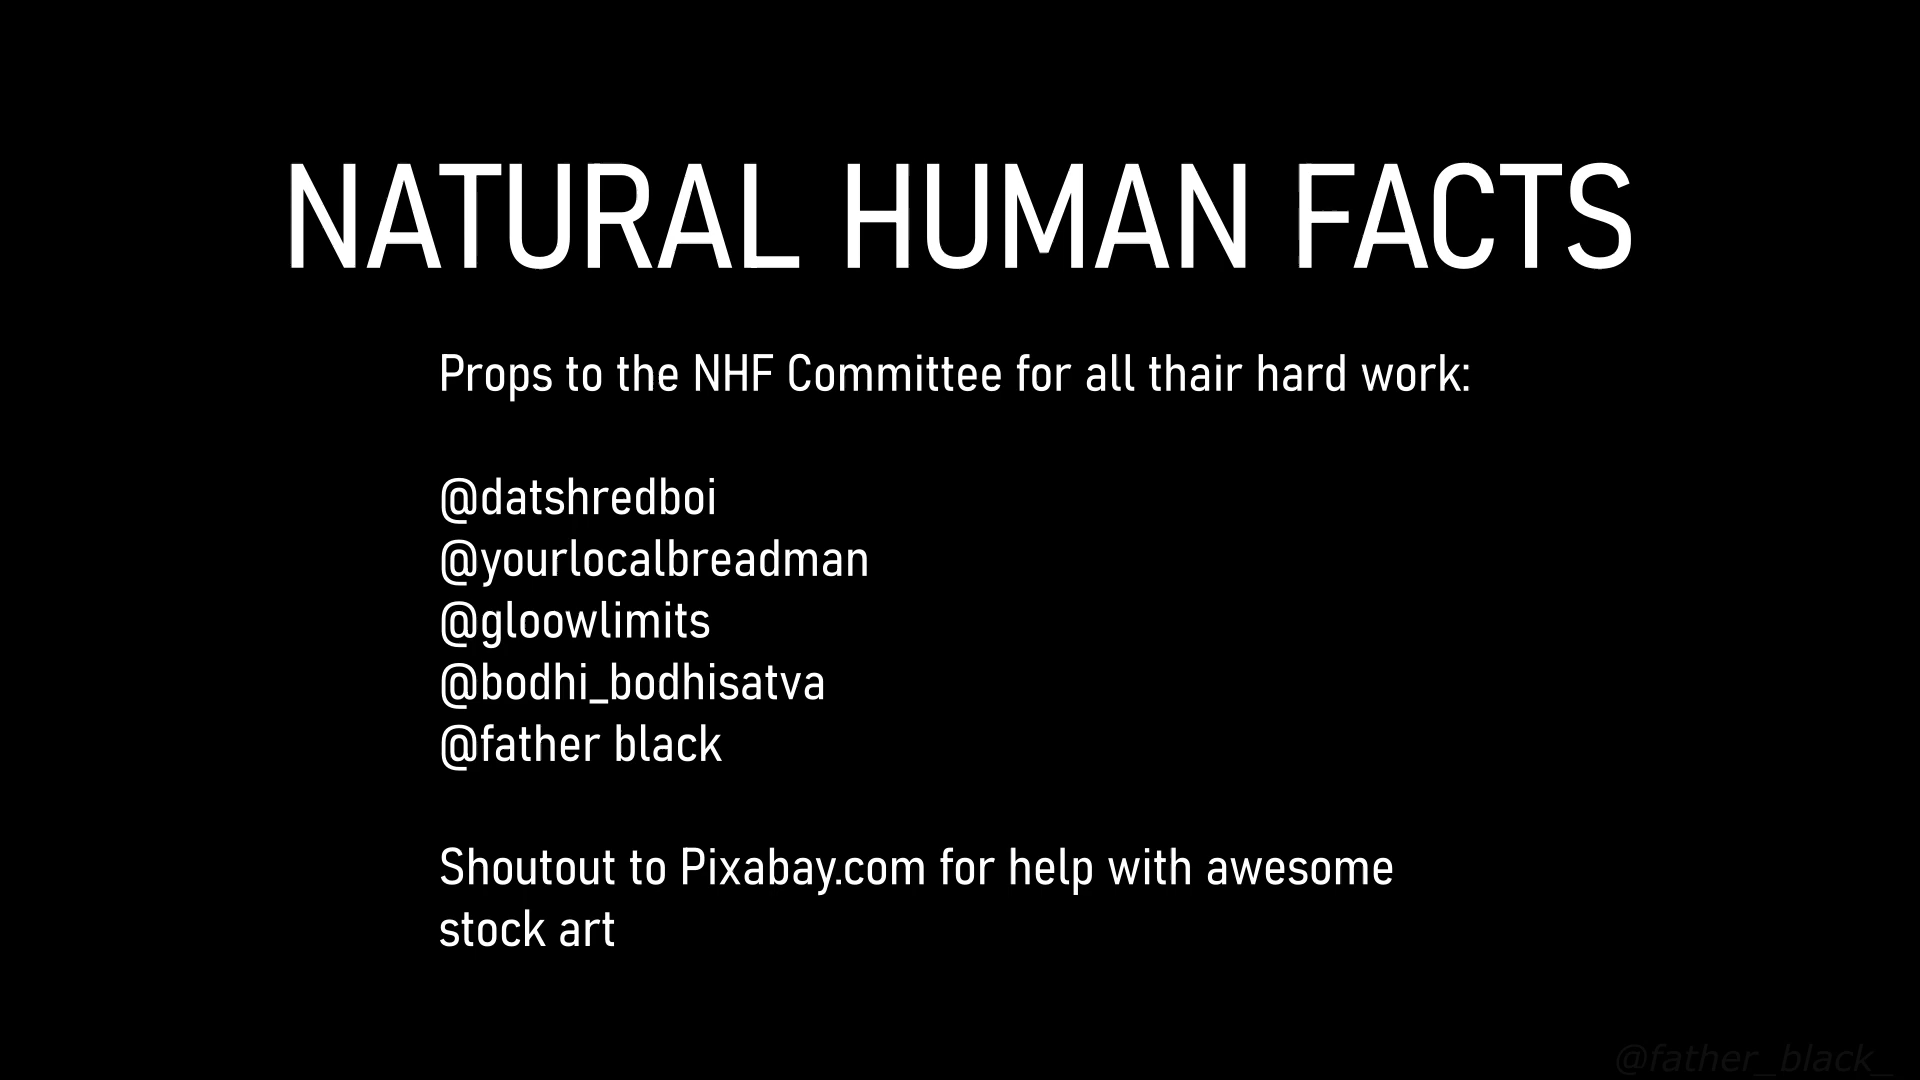 NATURAL HUMAN FACTS
Props to the NHF Committee for all thair hard work:
@datshredboi
@yourlocalbreadman
@gloowlimits
@bodhi_bodhisatva
@father black
Shoutout to Pixabay.com for help with awesome
stock art
@father_black_